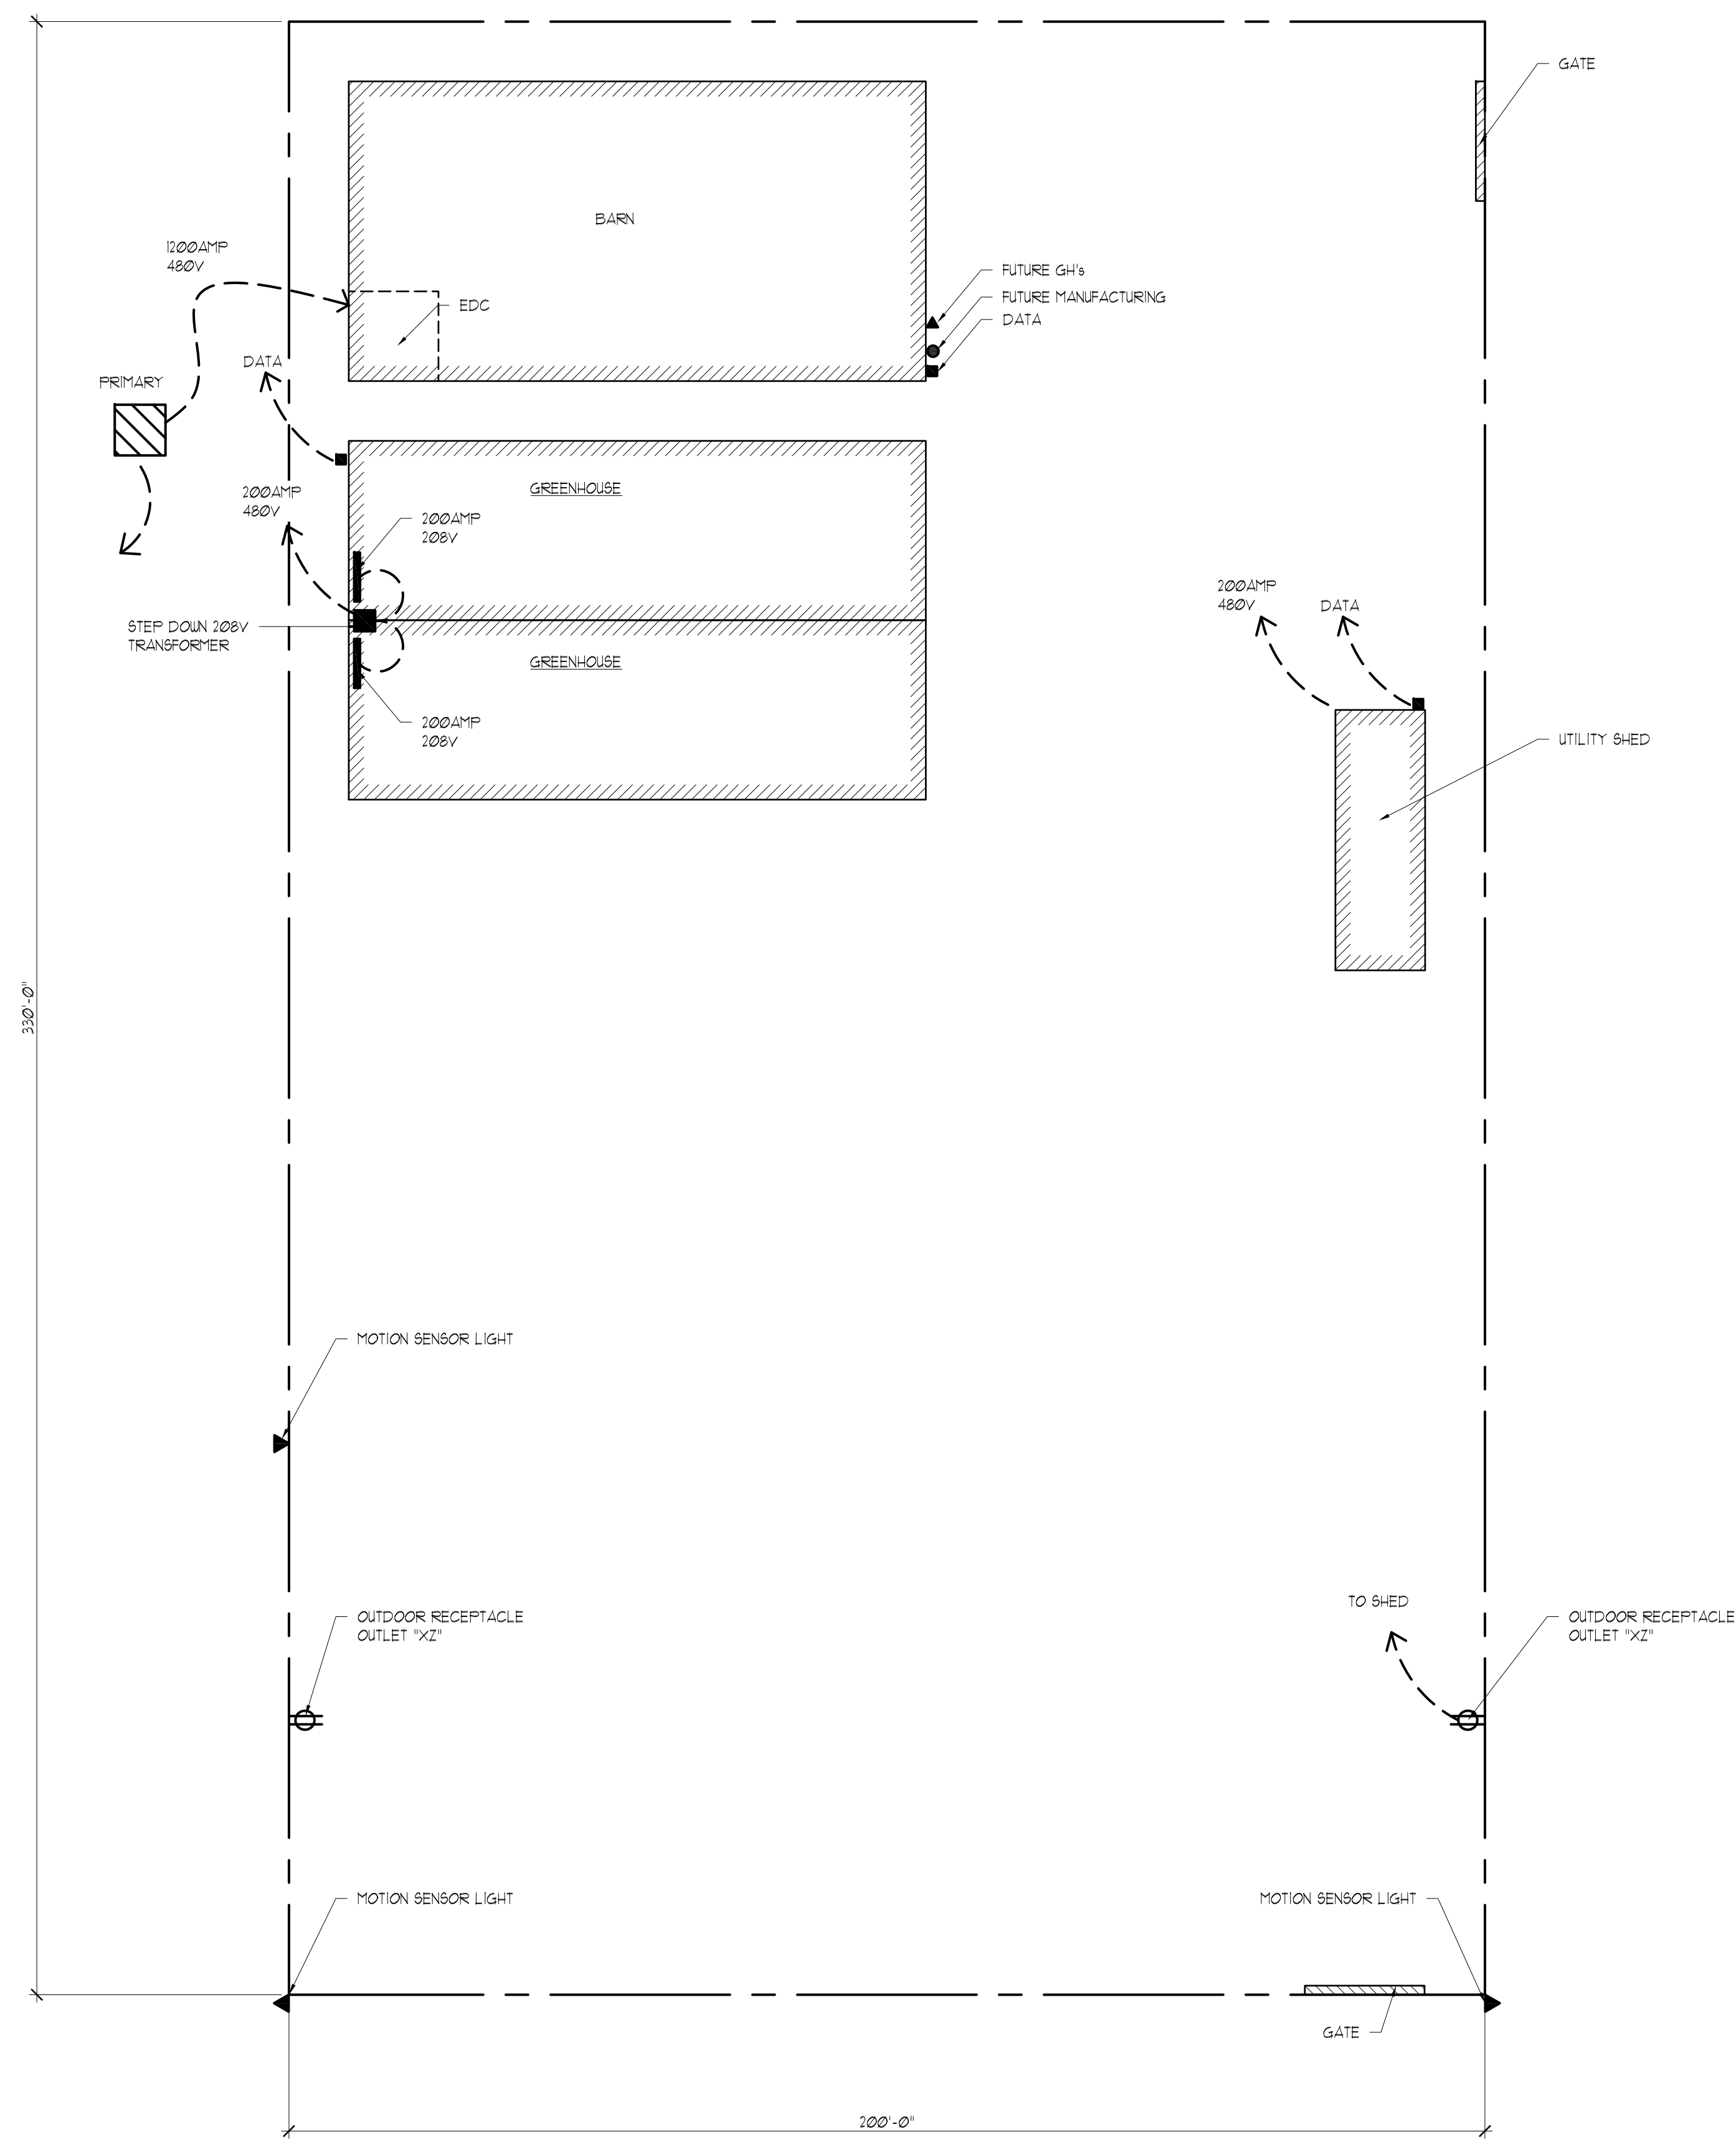 GATE
BARN
1200AMP
480V
FUTURE GH's
FUTURE MANUFACTURING
DATA
EDC
DATA
PRIMARY
GREENHOUSE
200AMP
480V
200AMP
208V
200AMP
480V
DATA
STEP DOWN 208V
TRANSFORMER
GREENHOUSE
200AMP
208V
UTILITY SHED
330'-0"
MOTION SENSOR LIGHT
TO SHED
OUTDOOR RECEPTACLE
OUTLET "XZ"
OUTDOOR RECEPTACLE
OUTLET "XZ"
MOTION SENSOR LIGHT
MOTION SENSOR LIGHT
GATE
200'-0"